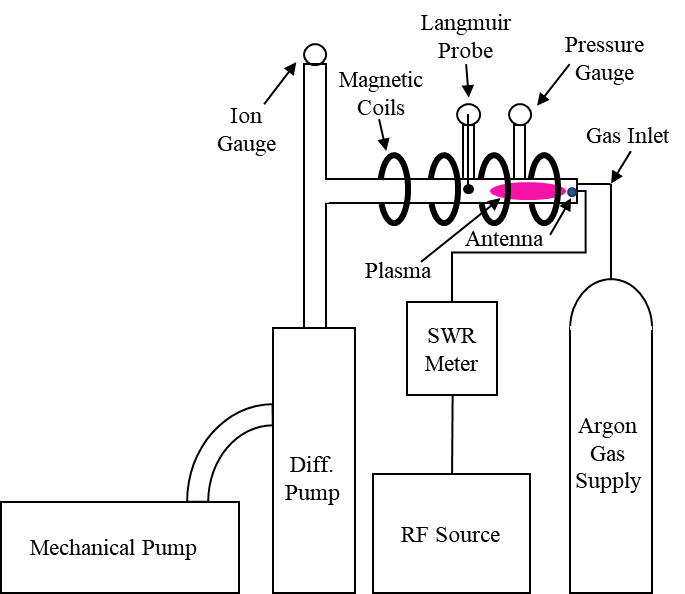 Langmuir
Probe
Pressure
Gauge
Magnetic
Coils
Ion
Gauge
Gas Inlet
Antenna
Plasma
SWR
Meter
Argon
Gas
Supply
Diff.
Pump
RF Source
Mechanical Pump